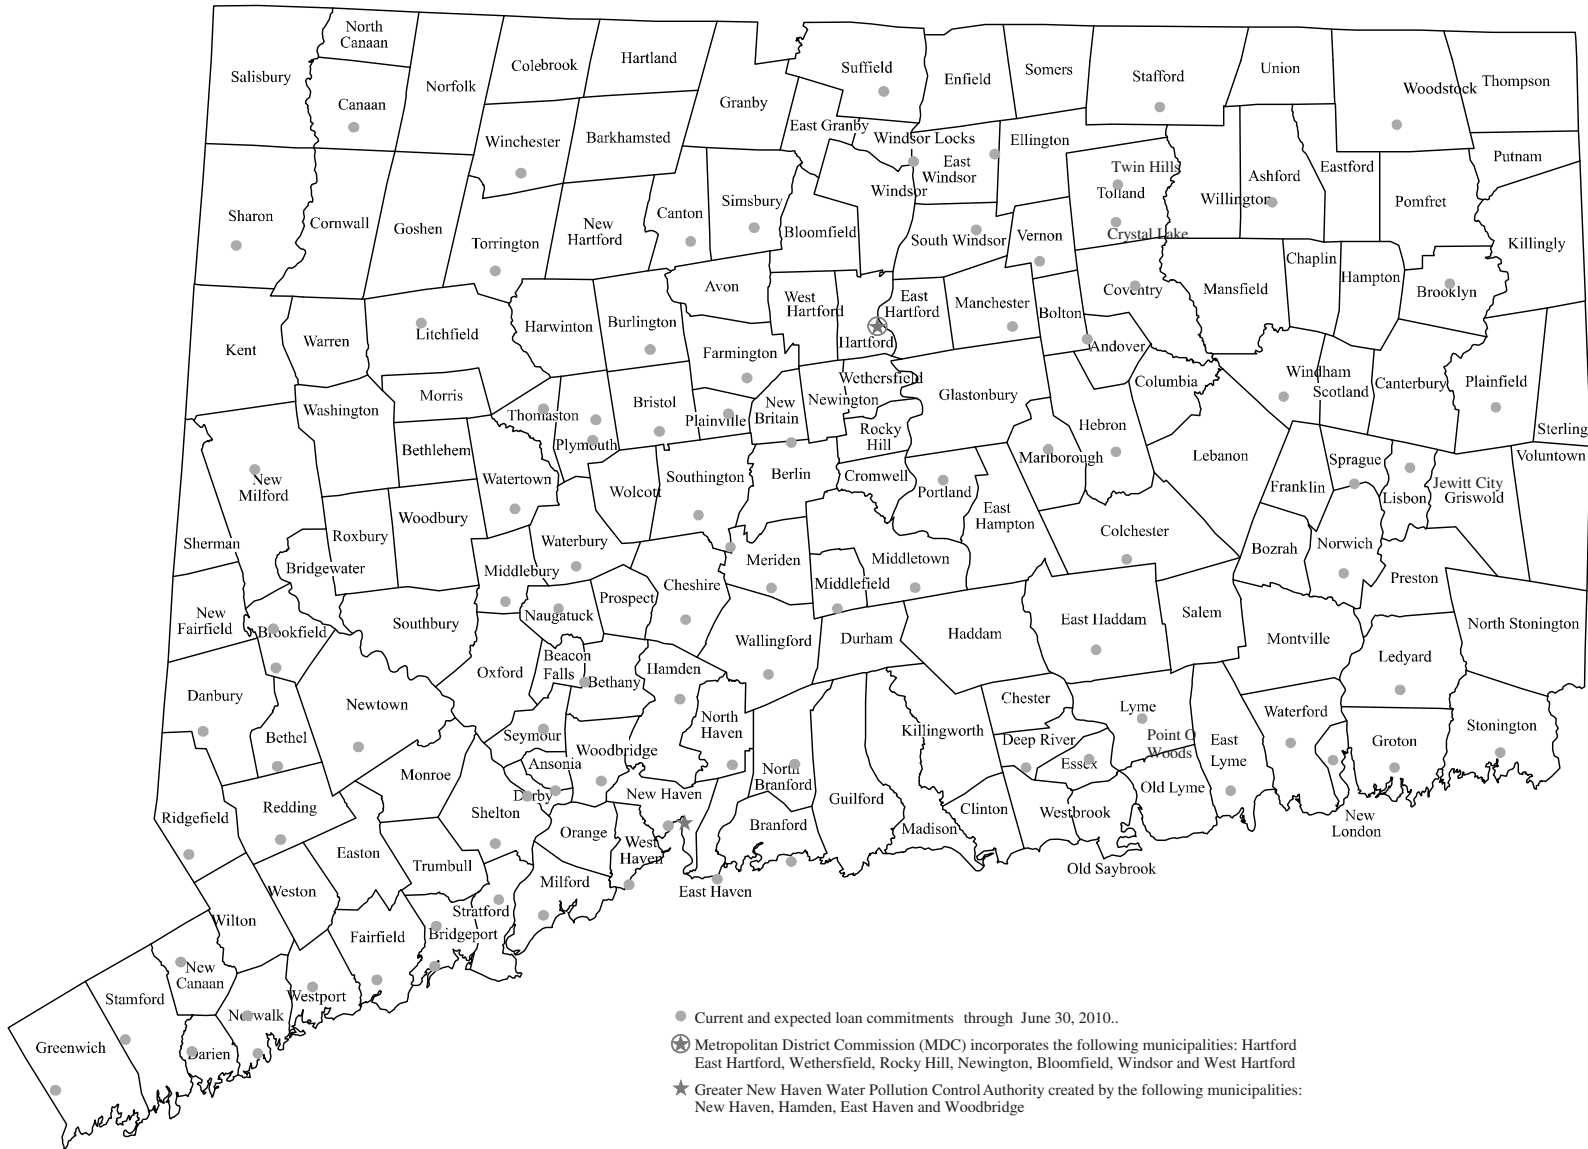 North
Canaan
Salisbury
Canaan
Norfolk
Colebrook
Hartland
Granby
Suffield
Enfield
Somers
Stafford
Union
Woodstock
Thompson
Winchester
Barkhamsted
East Granby
Windsor Locks
East
Windsor
Ellington
Twin Hills
Tolland
Crystal Lake
Willington
Ashford
Eastford
Pomfret
Putnam
Killingly
Sharon
Cornwall
Goshen
Torrington
New
Hartford
Canton
Simsbury
Bloomfield
Windsor
South Windsor
Vernon
Coventry
Mansfield
Chaplin
Hampton
Brooklyn
Kent
Warren
Litchfield
Harwinton
Burlington
Avon
West
Hartford
Hartford
East
Hartford
Manchester
Bolton
Andover
Columbia
Windham
Scotland
Canterbury
Plainfield
Sterling
Washington
Morris
Bethlehem
Thomaston
Plymouth
Bristol
Farmington
Plainville
New
Britain
Newington
Wethersfield
Rocky
Hill
Glastonbury
Marlborough
Hebron
Lebanon
Franklin
Sprague
Lisbon
Jewitt City
Griswold
Voluntown
New
Milford
Sherman
Bridgewater
Roxbury
Woodbury
Watertown
Wolcott
Southington
Berlin
Cromwell
Portland
East
Hampton
Colchester
Bozrah
Norwich
Preston
New
Fairfield
Brookfield
Southbury
Middlebury
Waterbury
Naugatuck
Prospect
Cheshire
Meriden
Middlefield
Middletown
Wallingford
Durham
Haddam
East Haddam
Salem
Montville
Ledyard
North Stonington
Danbury
Bethel
Newtown
Oxford
Beacon
Falls
Bethany
Hamden
North
Haven
Seymour
Woodbridge
Ansonia
Derby
New Haven
North
Branford
Guilford
Killingworth
Chester
Deep River
Essex
Lyme
Point O
Woods
East
Lyme
Waterford
Groton
Stonington
Ridgefield
Redding
Monroe
Shelton
Orange
West
Haven
Branford
Madison
Clinton
Westbrook
Old Lyme
New
London
Old Saybrook
East Haven
Easton
Trumbull
Milford
Weston
Wilton
Stratford
Bridgeport
Fairfield
New
Canaan
Stamford
Norwalk
Westport
Greenwich
Darien
Current and expected loan commitments through June 30, 2010..
Metropolitan District Commission (MDC) incorporates the following municipalities: Hartford
East Hartford, Wethersfield, Rocky Hill, Newington, Bloomfield, Windsor and West Hartford
Greater New Haven Water Pollution Control Authority created by the following municipalities:
New Haven, Hamden, East Haven and Woodbridge